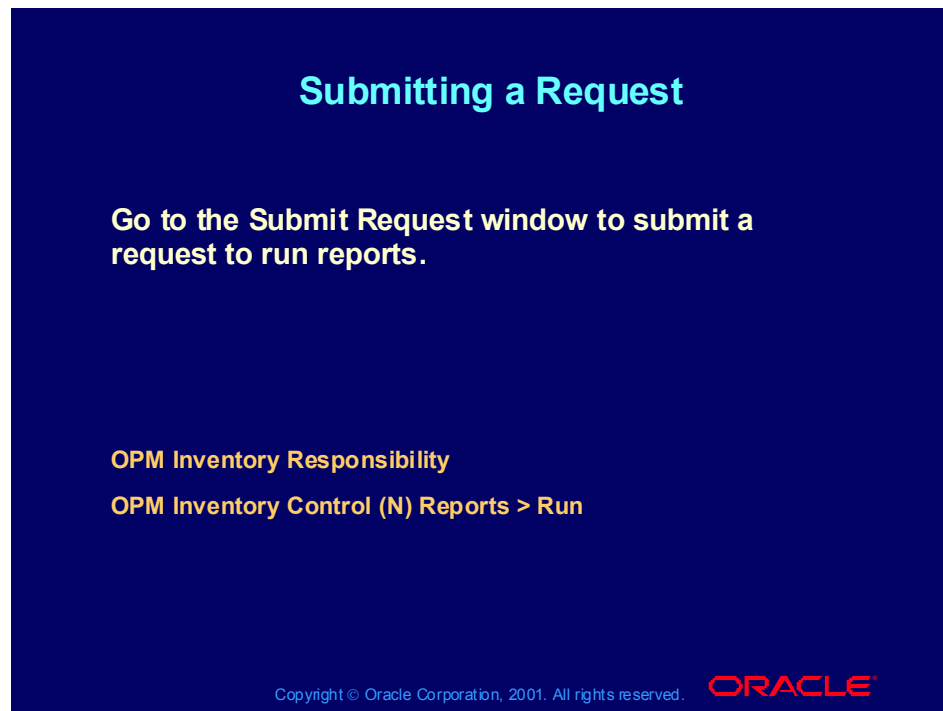 Submitting a Request
Go to the Submit Request window to submit a
request to run reports.
OPM Inventory Responsibility
OPM Inventory Control (N) Reports > Run
Copyright © Oracle Corporation, 2001. All rights reserved.
ORACLE®